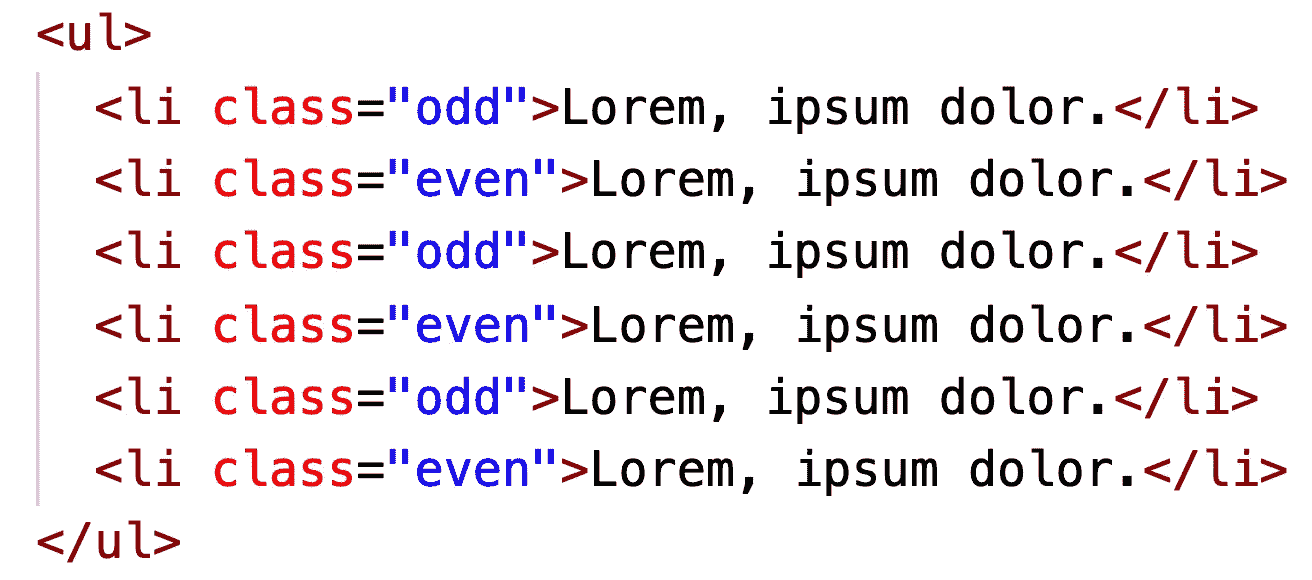 <ul>
  <li class="odd">Lorem, ipsum dolor.</li>
  <li class="even">Lorem, ipsum dolor.</li>
  <li class="odd">Lorem, ipsum dolor.</li>
  <li class="even">Lorem, ipsum dolor.</li>
  <li class="odd">Lorem, ipsum dolor.</li>
  <li class="even">Lorem, ipsum dolor.</li>
</ul>